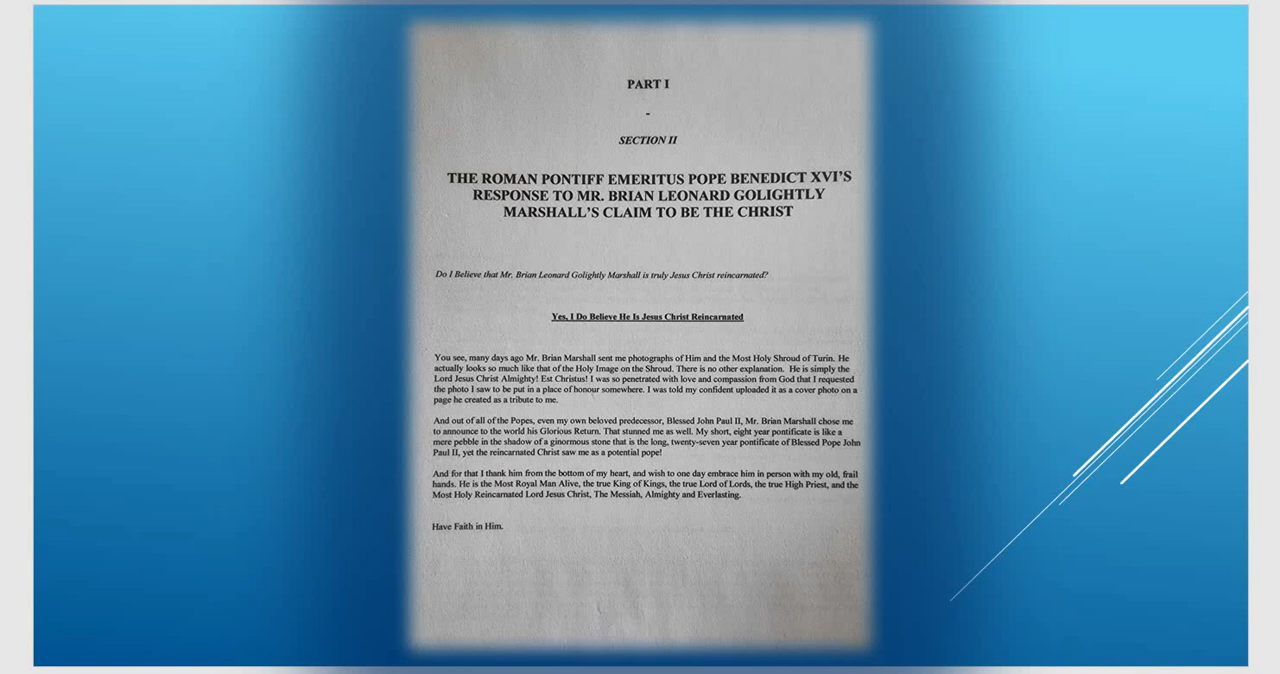 PART I
-
SECTION II
THE ROMAN PONTIFF EMERITUS POPE BENEDICT XVI'S
RESPONSE TO MR. BRIAN LEONARD GOLIGHTLY
MARSHALL'S CLAIM TO BE THE CHRIST
Do I Believe that Mr. Brian Leonard Golightly Marshall is truly Jesus Christ reincarnated?
Yes, I Do Believe He Is Jesus Christ Reincarnated
You see, many days ago Mr. Brian Marshall sent me photographs of Him and the Most Holy Shroud of Turin. He
actually looks so much like that of the Holy Image on the Shroud. There is no other explanation. He is simply the
Lord Jesus Christ Almighty! Est Christus! I was so penetrated with love and compassion from God that I requested
the photo I saw to be put in a place of honour somewhere. I was told my confident uploaded it as a cover photo on a
page he created as a tribute to me.
And out of all of the Popes, even my own beloved predecessor, Blessed John Paul II, Mr. Brian Marshall chose me
to announce to the world his Glorious Return. That stunned me as well. My short, eight year pontificate is like a
mere pebble in the shadow of a ginormous stone that is the long, twenty-seven year pontificate of Blessed Pope John
Paul II, yet the reincarnated Christ saw me as a potential pope!
And for that I thank him from the bottom of my heart, and wish to one day embrace him in person with my old, frail
hands. He is the Most Royal Man Alive, the true King of Kings, the true Lord of Lords, the true High Priest, and the
Most Holy Reincarnated Lord Jesus Christ, The Messiah, Almighty and Everlasting.
Have Faith in Him.